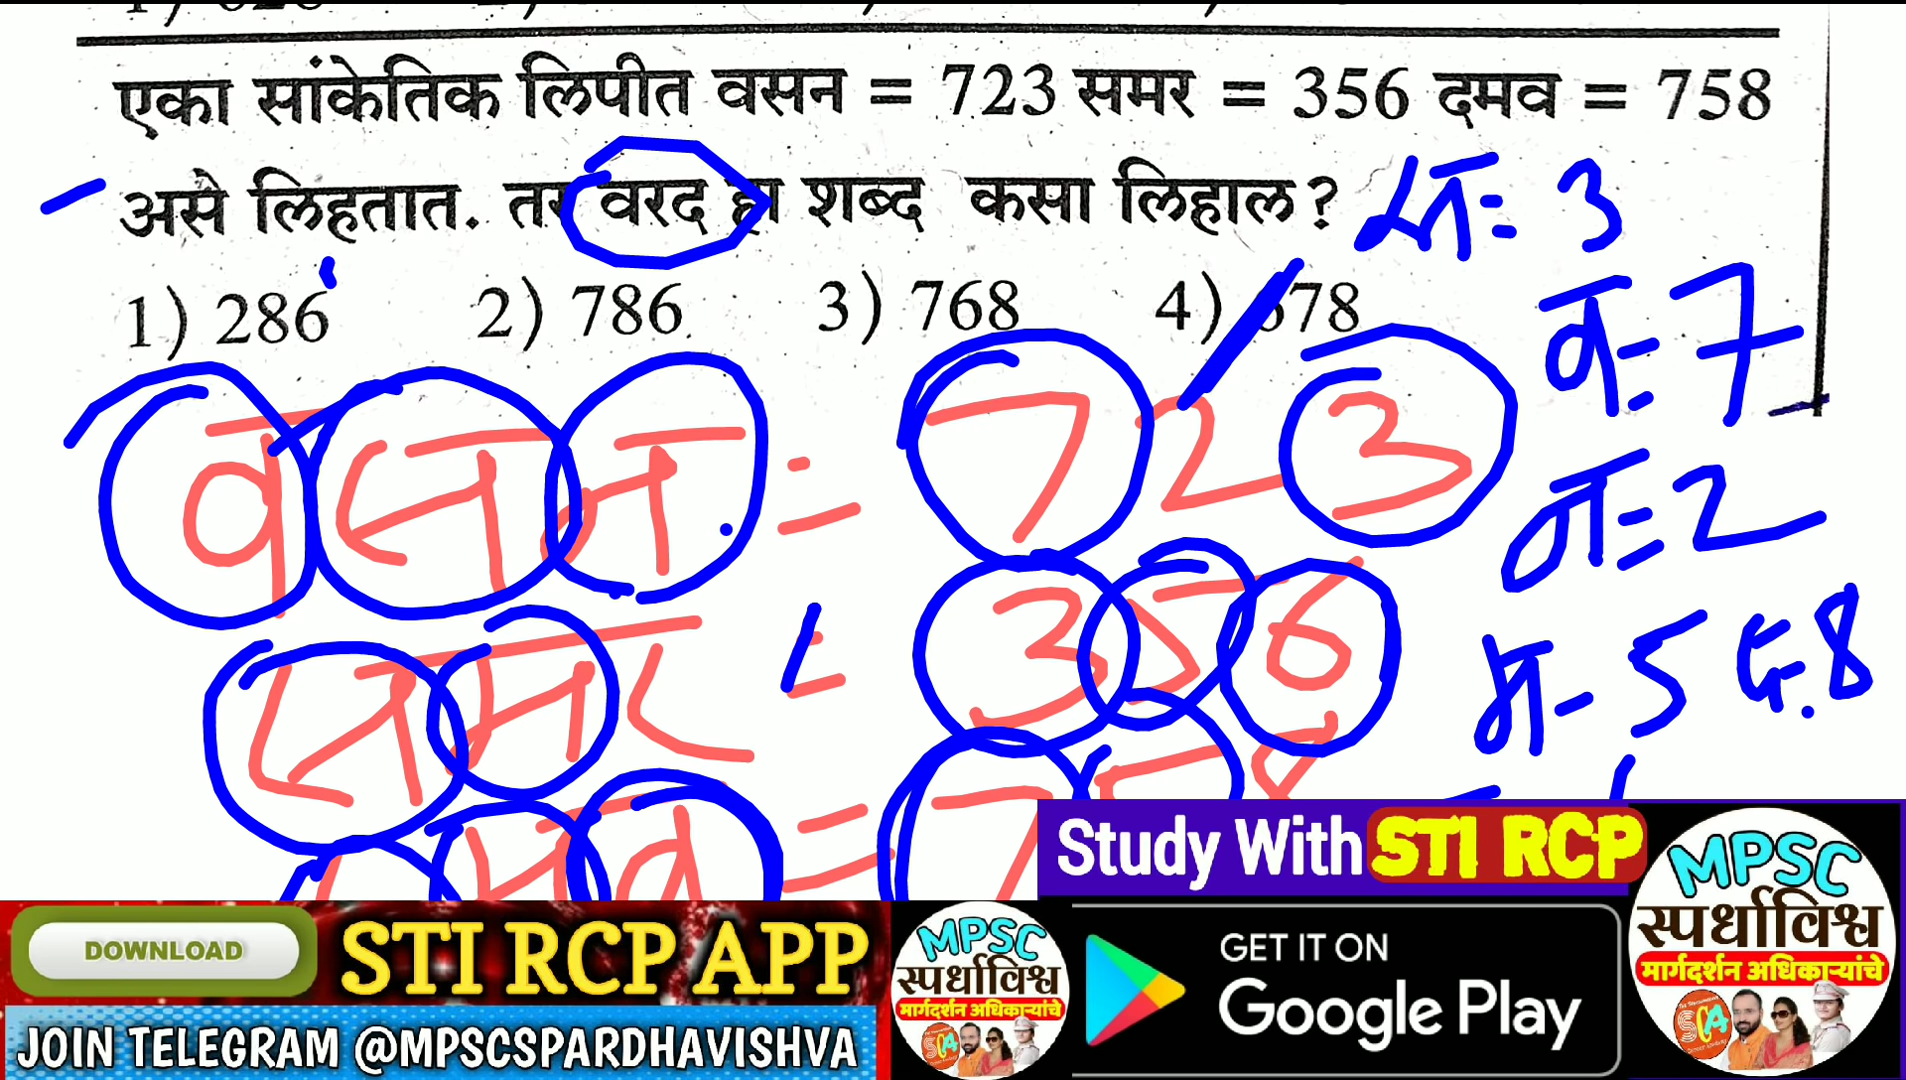 एका सांकेतिक लिपीत वसन = 723 समर = 356 दमव = 758
असे लिहतात. तर वरद हा शब्द कसा लिहाल?
1) 286 2) 786 3) 768 4) 678
स = 3
व = 7
न = 2
म - 5 द - 8
वसन = 723
समर = 356
मव = 7
Study With STI RCP
MPSC
स्पर्धाविश्व
मार्गदर्शन अधिकाऱ्यांचे
DOWNLOAD
STI RCP APP
MPSC
स्पर्धाविश्व
मार्गदर्शन अधिकाऱ्यांचे
GET IT ON
Google Play
JOIN TELEGRAM @MPSCSPARDHAVISHVA